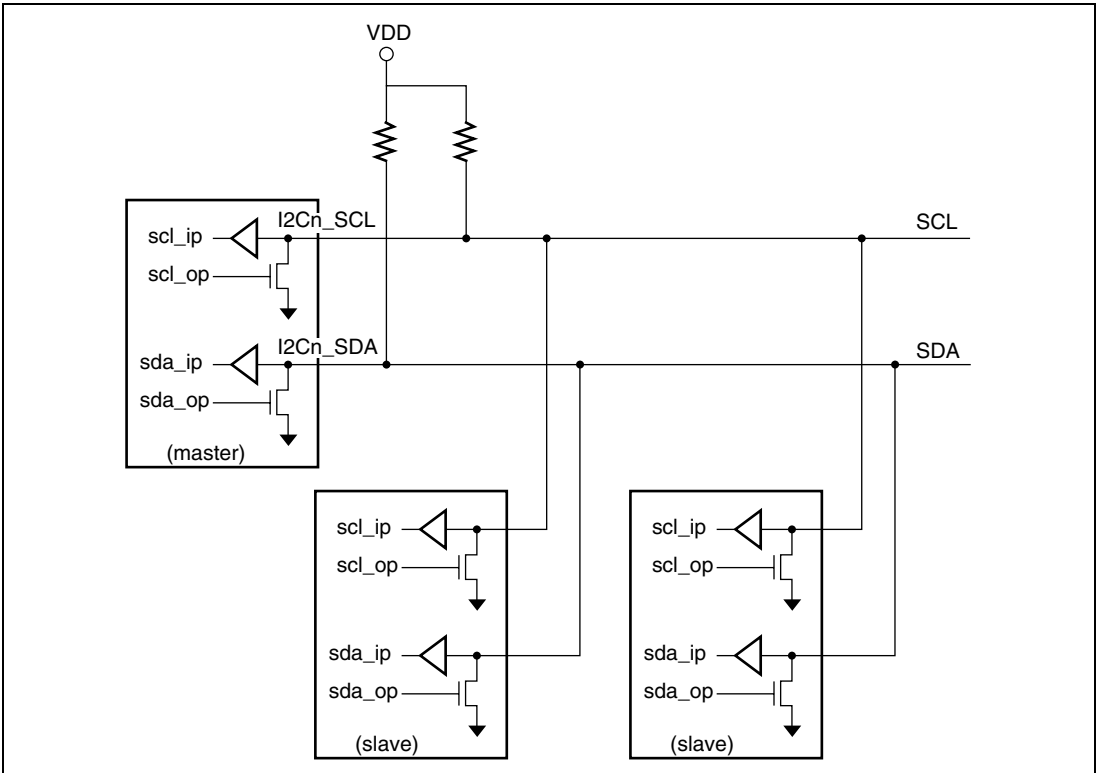 VDD
I2Cn_SCL
SCL
scl_ip
scl_op
I2Cn_SDA
SDA
sda_ip
sda_op
(master)
scl_ip
scl_op
sda_ip
sda_op
(slave)
scl_ip
scl_op
sda_ip
sda_op
(slave)